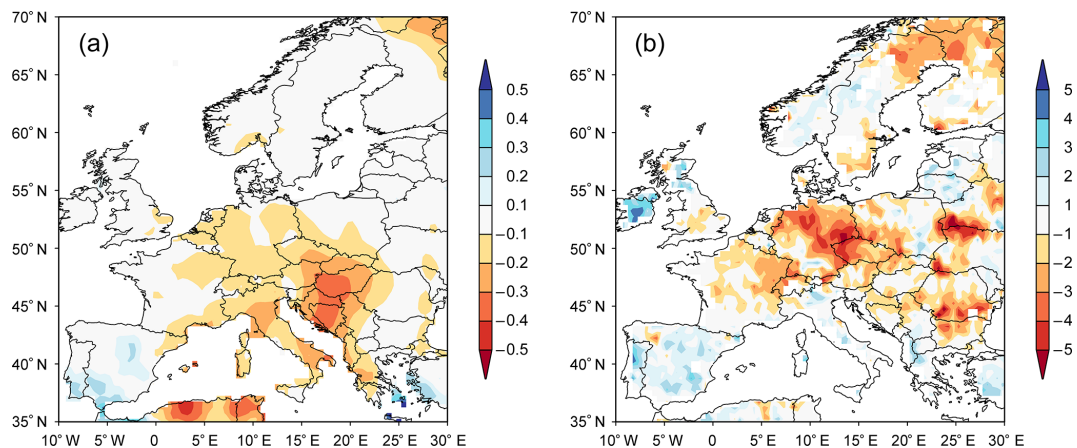 (a)
70° N
65° N
60° N
55° N
50° N
45° N
40° N
35° N
10° W
5° W
0
5° E
10° E
15° E
20° E
25° E
30° E
0.5
0.4
0.3
0.2
0.1
−0.1
−0.2
−0.3
−0.4
−0.5
(b)
70° N
65° N
60° N
55° N
50° N
45° N
40° N
35° N
10° W
5° W
0
5° E
10° E
15° E
20° E
25° E
30° E
5
4
3
2
1
−1
−2
−3
−4
−5